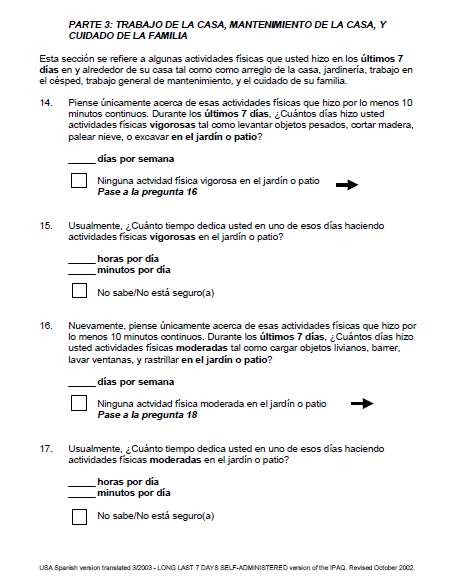 PARTE 3: TRABAJO DE LA CASA, MANTENIMIENTO DE LA CASA, Y
CUIDADO DE LA FAMILIA
Esta sección se refiere a algunas actividades físicas que usted hizo en los últimos 7
días en y alrededor de su casa tal como como arreglo de la casa, jardinería, trabajo en
el césped, trabajo general de mantenimiento, y el cuidado de su familia.
14. Piense únicamente acerca de esas actividades físicas que hizo por lo menos 10
minutos continuos. Durante los últimos 7 días, ¿Cuántos días hizo usted
actividades físicas vigorosas tal como levantar objetos pesados, cortar madera,
palear nieve, o excavar en el jardín o patio?
_____ días por semana
Ninguna actvidad física vigorosa en el jardín o patio
Pase a la pregunta 16
15. Usualmente, ¿Cuánto tiempo dedica usted en uno de esos días haciendo
actividades físicas vigorosas en el jardín o patio?
_____ horas por día
_____ minutos por día
No sabe/No está seguro(a)
16. Nuevamente, piense únicamente acerca de esas actividades físicas que hizo por
lo menos 10 minutos continuos. Durante los últimos 7 días, ¿Cuántos días hizo
usted actividades físicas moderadas tal como cargar objetos livianos, barrer,
lavar ventanas, y rastrillar en el jardín o patio?
_____ días por semana
Ninguna actvidad física moderada en el jardín o patio
Pase a la pregunta 18
17. Usualmente, ¿Cuánto tiempo dedica usted en uno de esos días haciendo
actividades físicas moderadas en el jardín o patio?
_____ horas por día
_____ minutos por día
No sabe/No está seguro(a)
USA Spanish version translated 3/2003 - LONG LAST 7 DAYS SELF-ADMINISTERED version of the IPAQ. Revised October 2002.